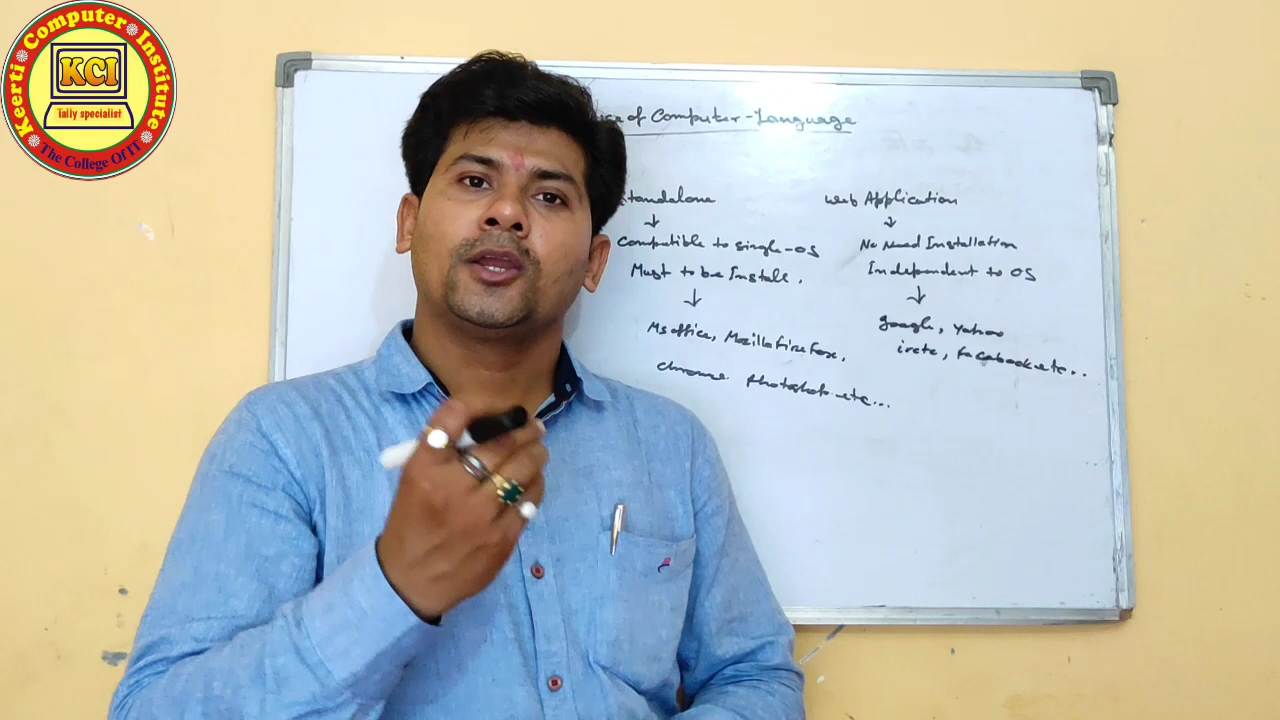 Keerti Computer Institute
KCI
Tally specialist
The College Of IT
of Computer-Language
Standalone
Compatible to single-OS
Must to be Install.
Ms office, Mozilla firefox,
chrome Photoshop etc...
web Application
No Need Installation
Independent to OS
google, Yahoo
irctc, facebook etc..